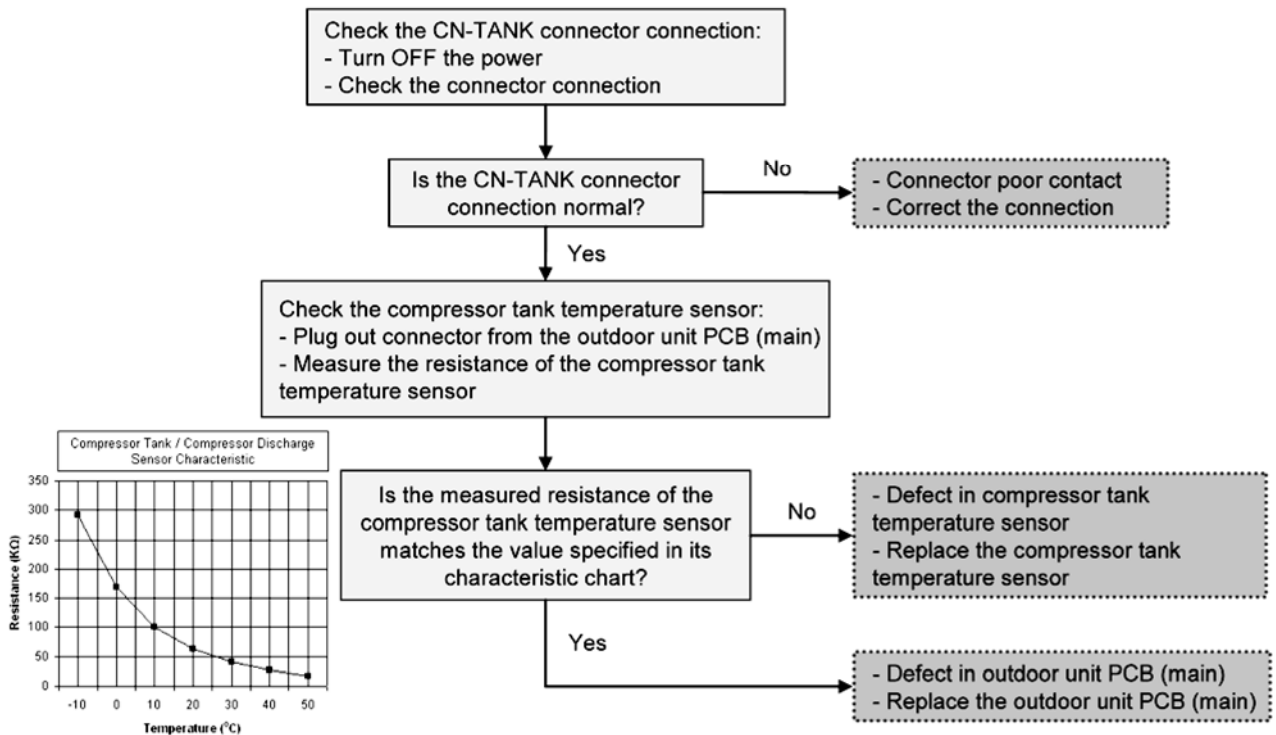 Check the CN-TANK connector connection:
- Turn OFF the power
- Check the connector connection
Is the CN-TANK connector
connection normal?
No
- Connector poor contact
- Correct the connection
Yes
Check the compressor tank temperature sensor:
- Plug out connector from the outdoor unit PCB (main)
- Measure the resistance of the compressor tank
temperature sensor
Compressor Tank / Compressor Discharge
Sensor Characteristic
350
300
250
200
150
100
50
0
Resistance (KΩ)
-10 0 10 20 30 40 50
Temperature (⁰C)
Is the measured resistance of the
compressor tank temperature sensor
matches the value specified in its
characteristic chart?
No
- Defect in compressor tank
temperature sensor
- Replace the compressor tank
temperature sensor
Yes
- Defect in outdoor unit PCB (main)
- Replace the outdoor unit PCB (main)